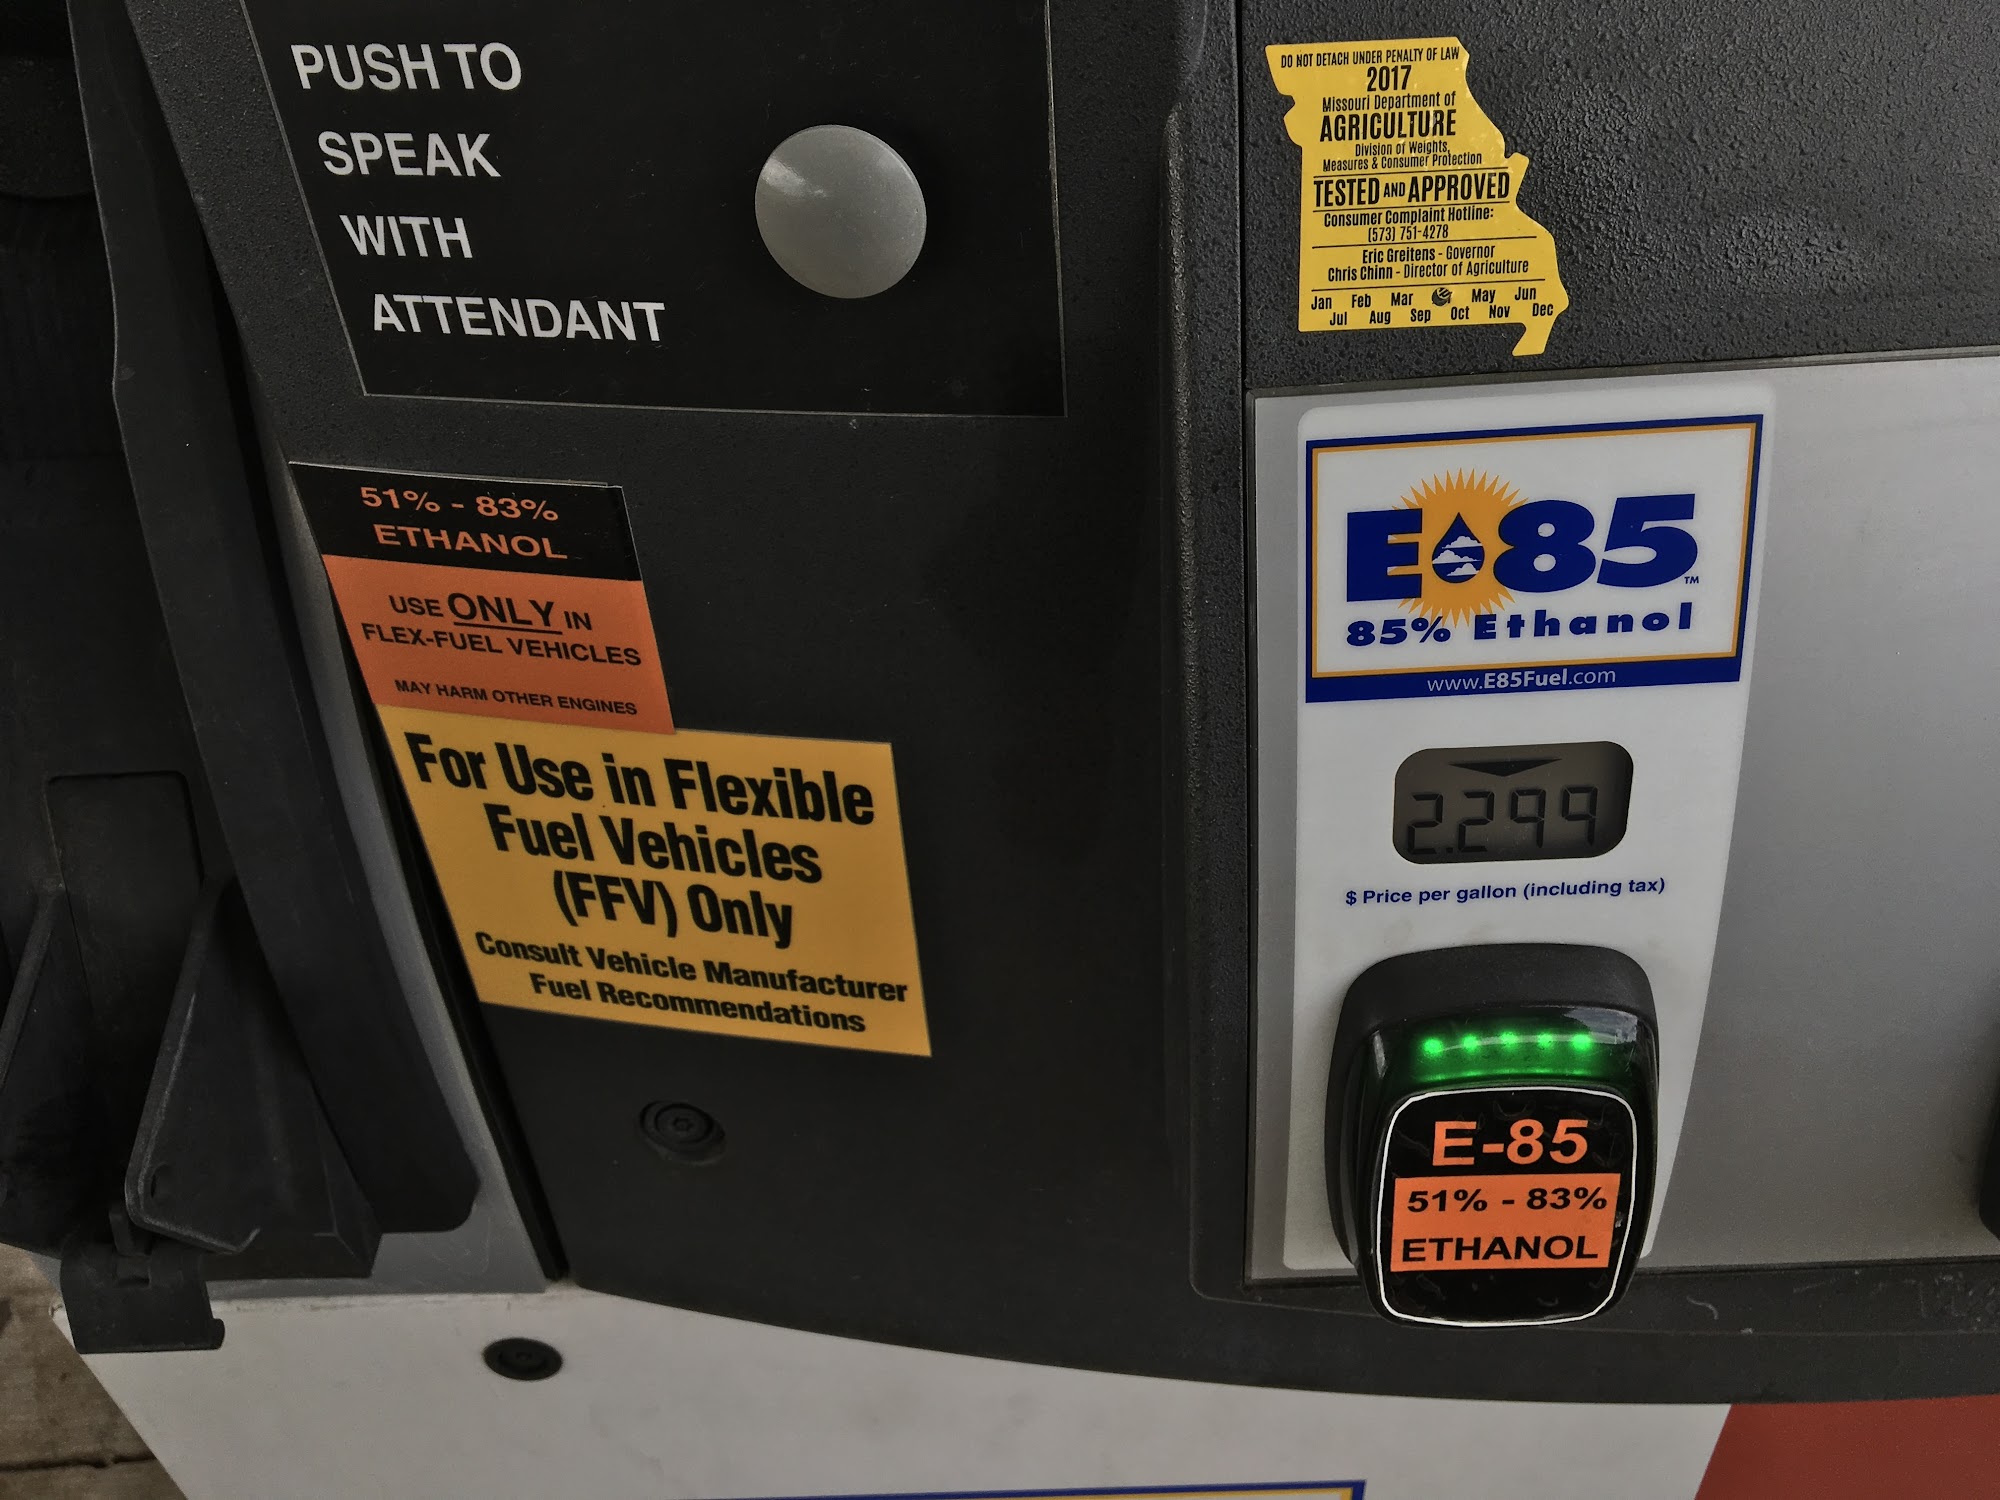 PUSH TO
SPEAK
WITH
ATTENDANT
DO NOT DETACH UNDER PENALTY OF LAW
2017
Missouri Department of
AGRICULTURE
Division of Weights,
Measures & Consumer Protection
TESTED AND APPROVED
Consumer Complaint Hotline:
(573) 751-4278
Eric Greitens - Governor
Chris Chinn - Director of Agriculture
Jan Feb Mar May Jun
Jul Aug Sep Oct Nov Dec
51% - 83%
ETHANOL
USE ONLY IN
FLEX-FUEL VEHICLES
MAY HARM OTHER ENGINES
For Use in Flexible
Fuel Vehicles
(FFV) Only
Consult Vehicle Manufacturer
Fuel Recommendations
E85 TM
85% Ethanol
www.E85Fuel.com
2.299
$ Price per gallon (including tax)
E-85
51% - 83%
ETHANOL